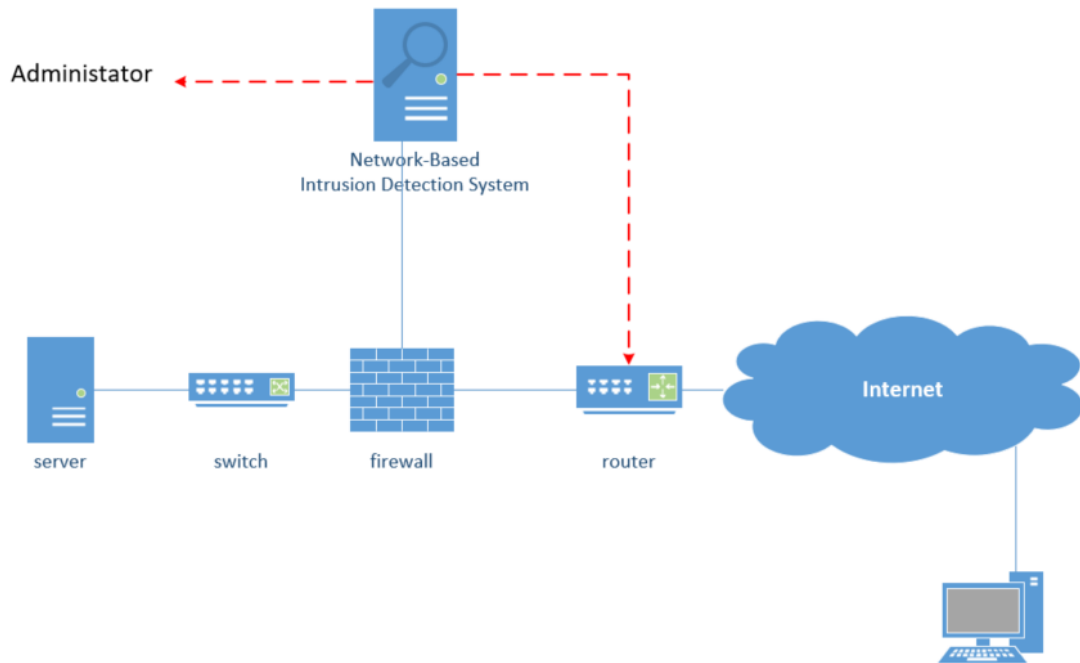 Administator
Network-Based
Intrusion Detection System
Internet
server
switch
firewall
router